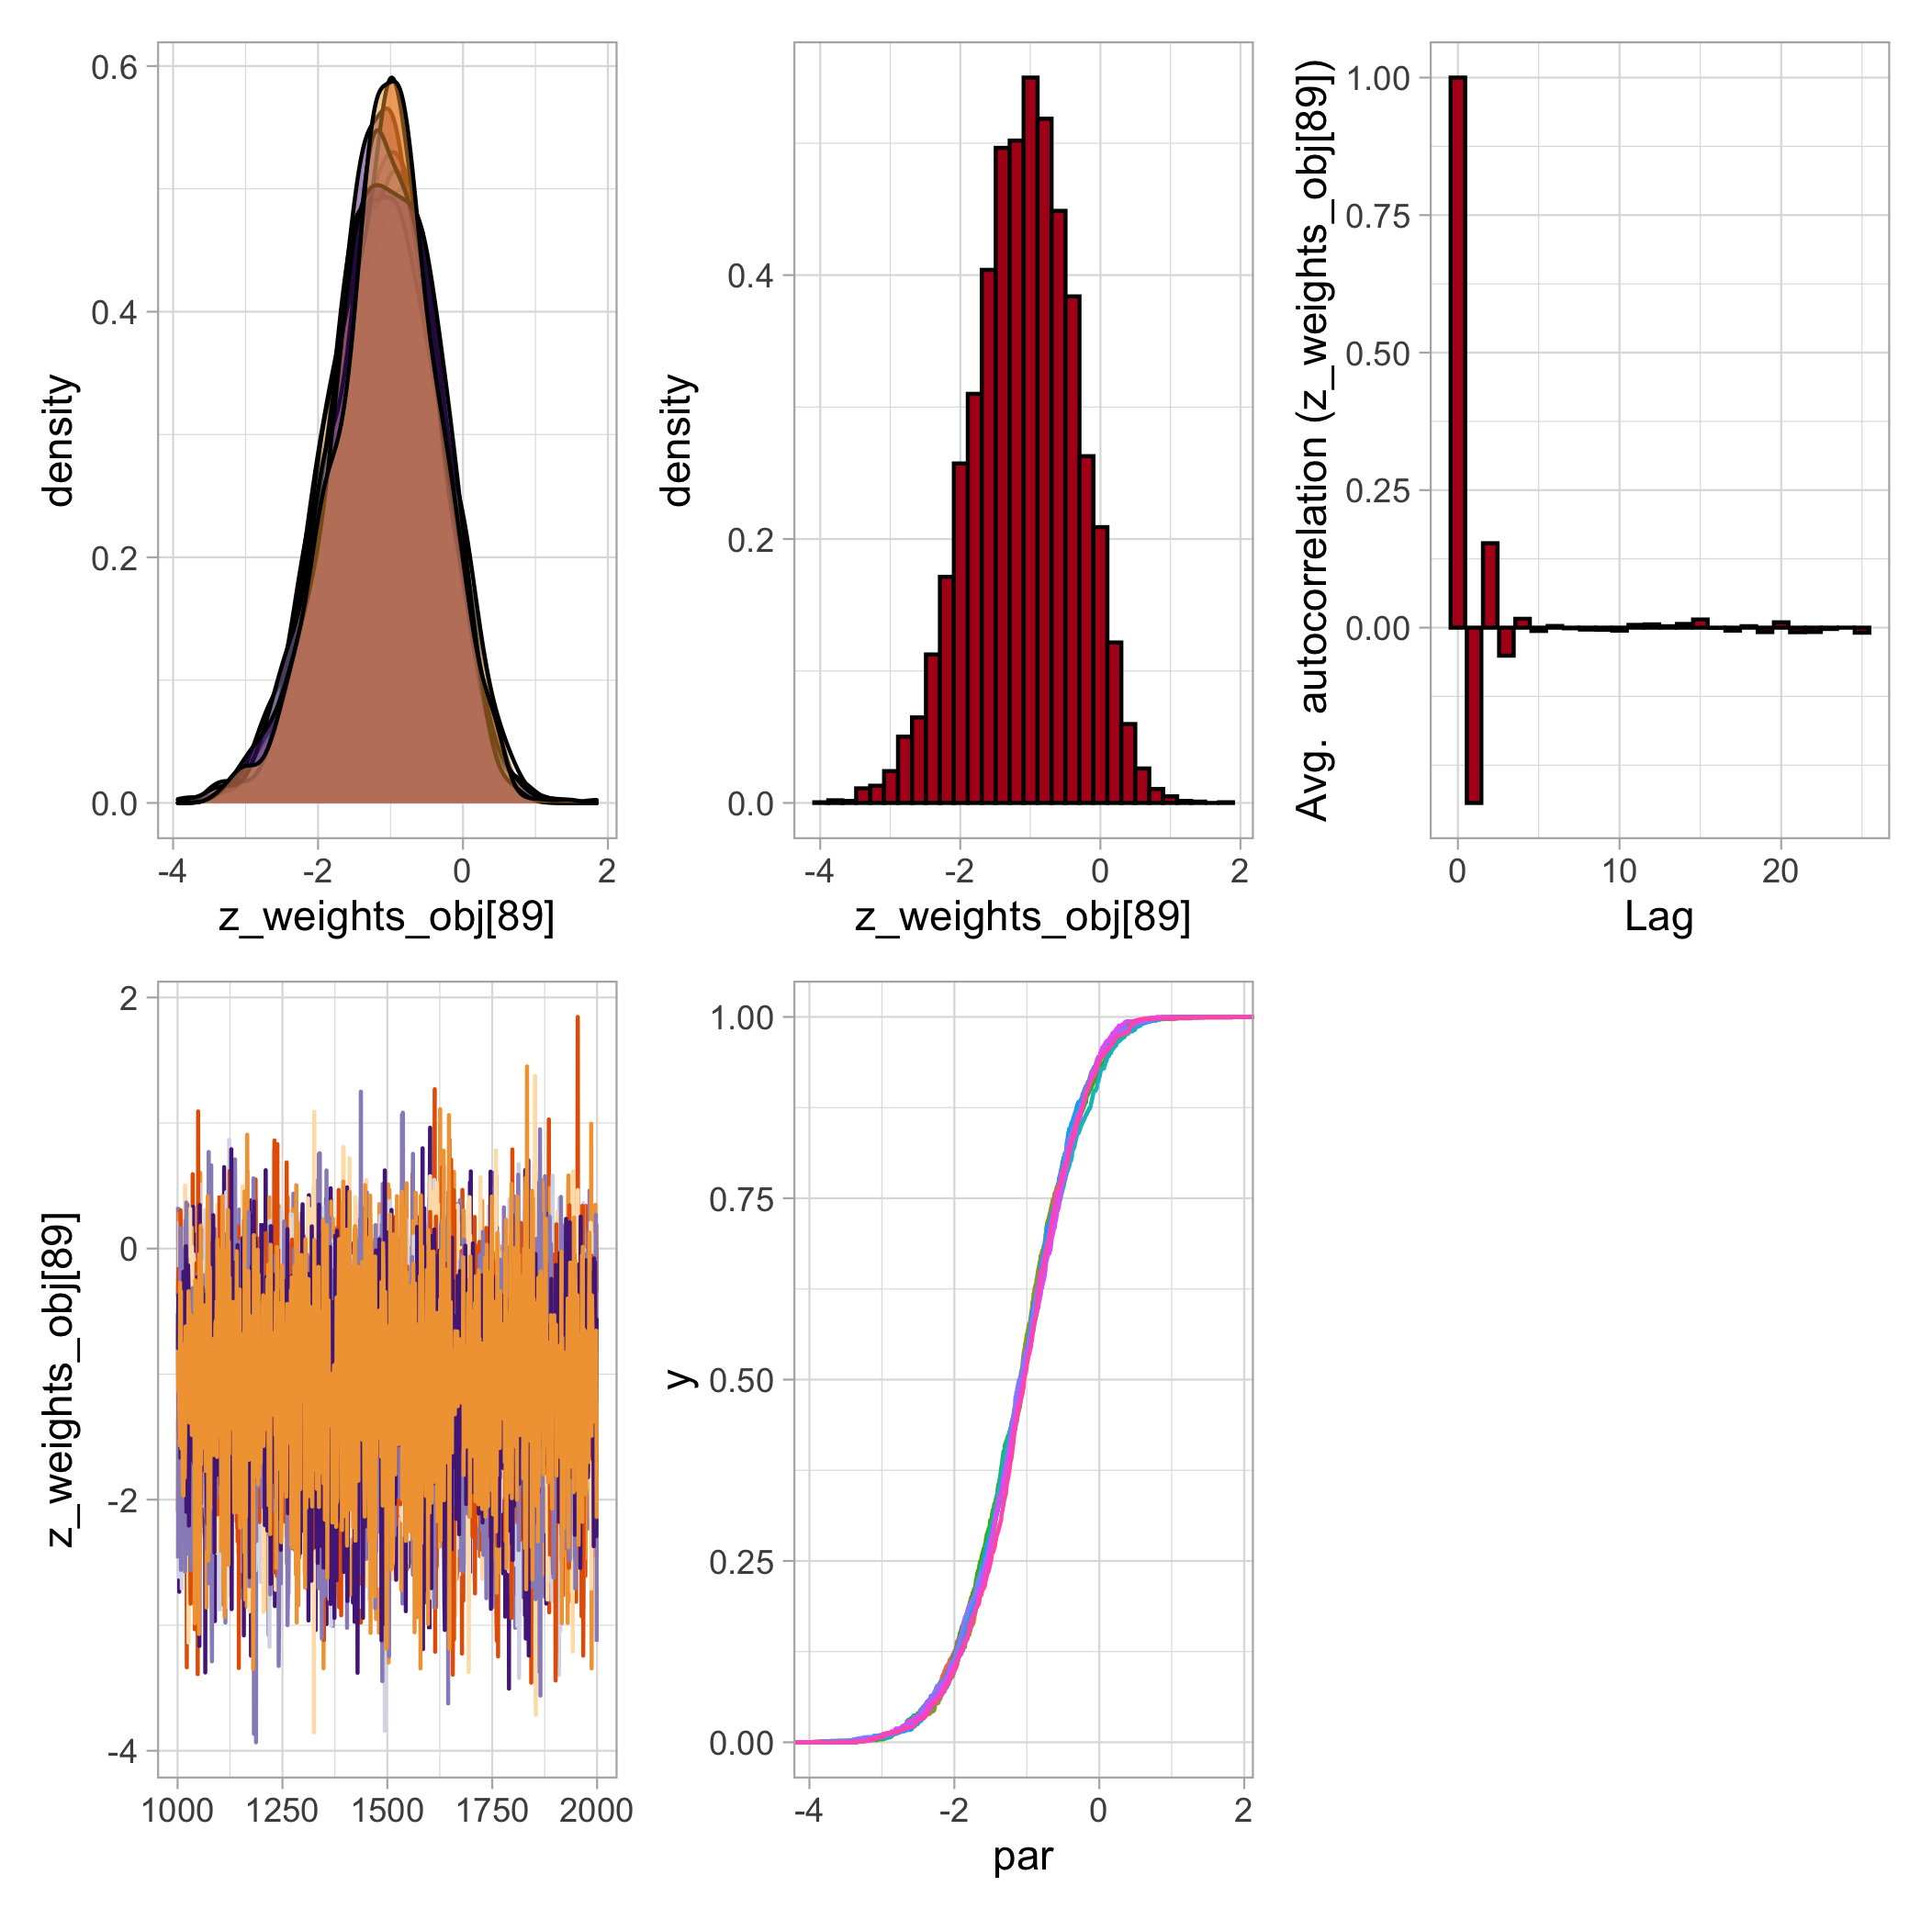 0.6
0.4
0.2
0.0
density
-4 -2 0 2
z_weights_obj[89]
0.4
0.2
0.0
density
-4 -2 0 2
z_weights_obj[89]
1.00
0.75
0.50
0.25
0.00
Avg. autocorrelation (z_weights_obj[89])
0 10 20
Lag
2
0
-2
-4
z_weights_obj[89]
1000 1250 1500 1750 2000
1.00
0.75
0.50
0.25
0.00
y
-4 -2 0 2
par